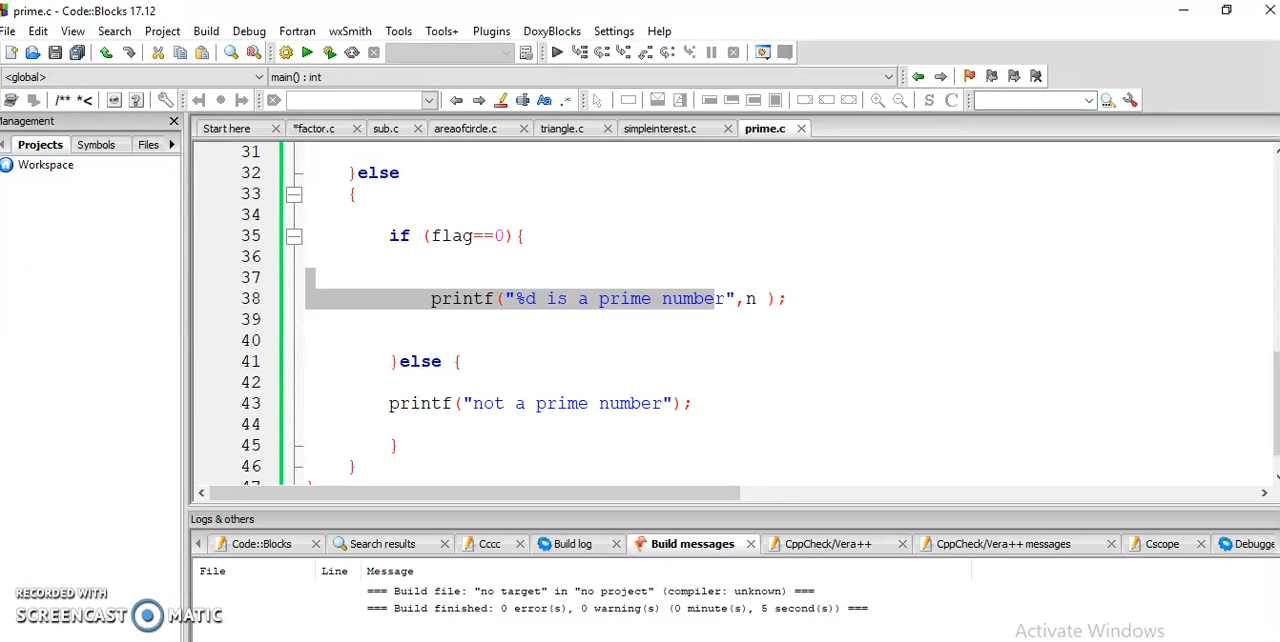 prime.c - Code::Blocks 17.12
File Edit View Search Project Build Debug Fortran wxSmith Tools Tools+ Plugins DoxyBlocks Settings Help
<global> main() : int
/** *<
S C
Management
Start here *factor.c sub.c areaofcircle.c triangle.c simpleinterest.c prime.c
Projects Symbols Files
Workspace
31
32 }else
33 {
34
35 if (flag==0){
36
37
38 printf("%d is a prime number",n );
39
40
41 }else {
42
43 printf("not a prime number");
44
45 }
46 }
47 }
Logs & others
Code::Blocks Search results Cccc Build log Build messages CppCheck/Vera++ CppCheck/Vera++ messages Cscope Debugge
File Line Message
=== Build file: "no target" in "no project" (compiler: unknown) ===
=== Build finished: 0 error(s), 0 warning(s) (0 minute(s), 5 second(s)) ===
RECORDED WITH
SCREENCAST MATIC
Activate Windows